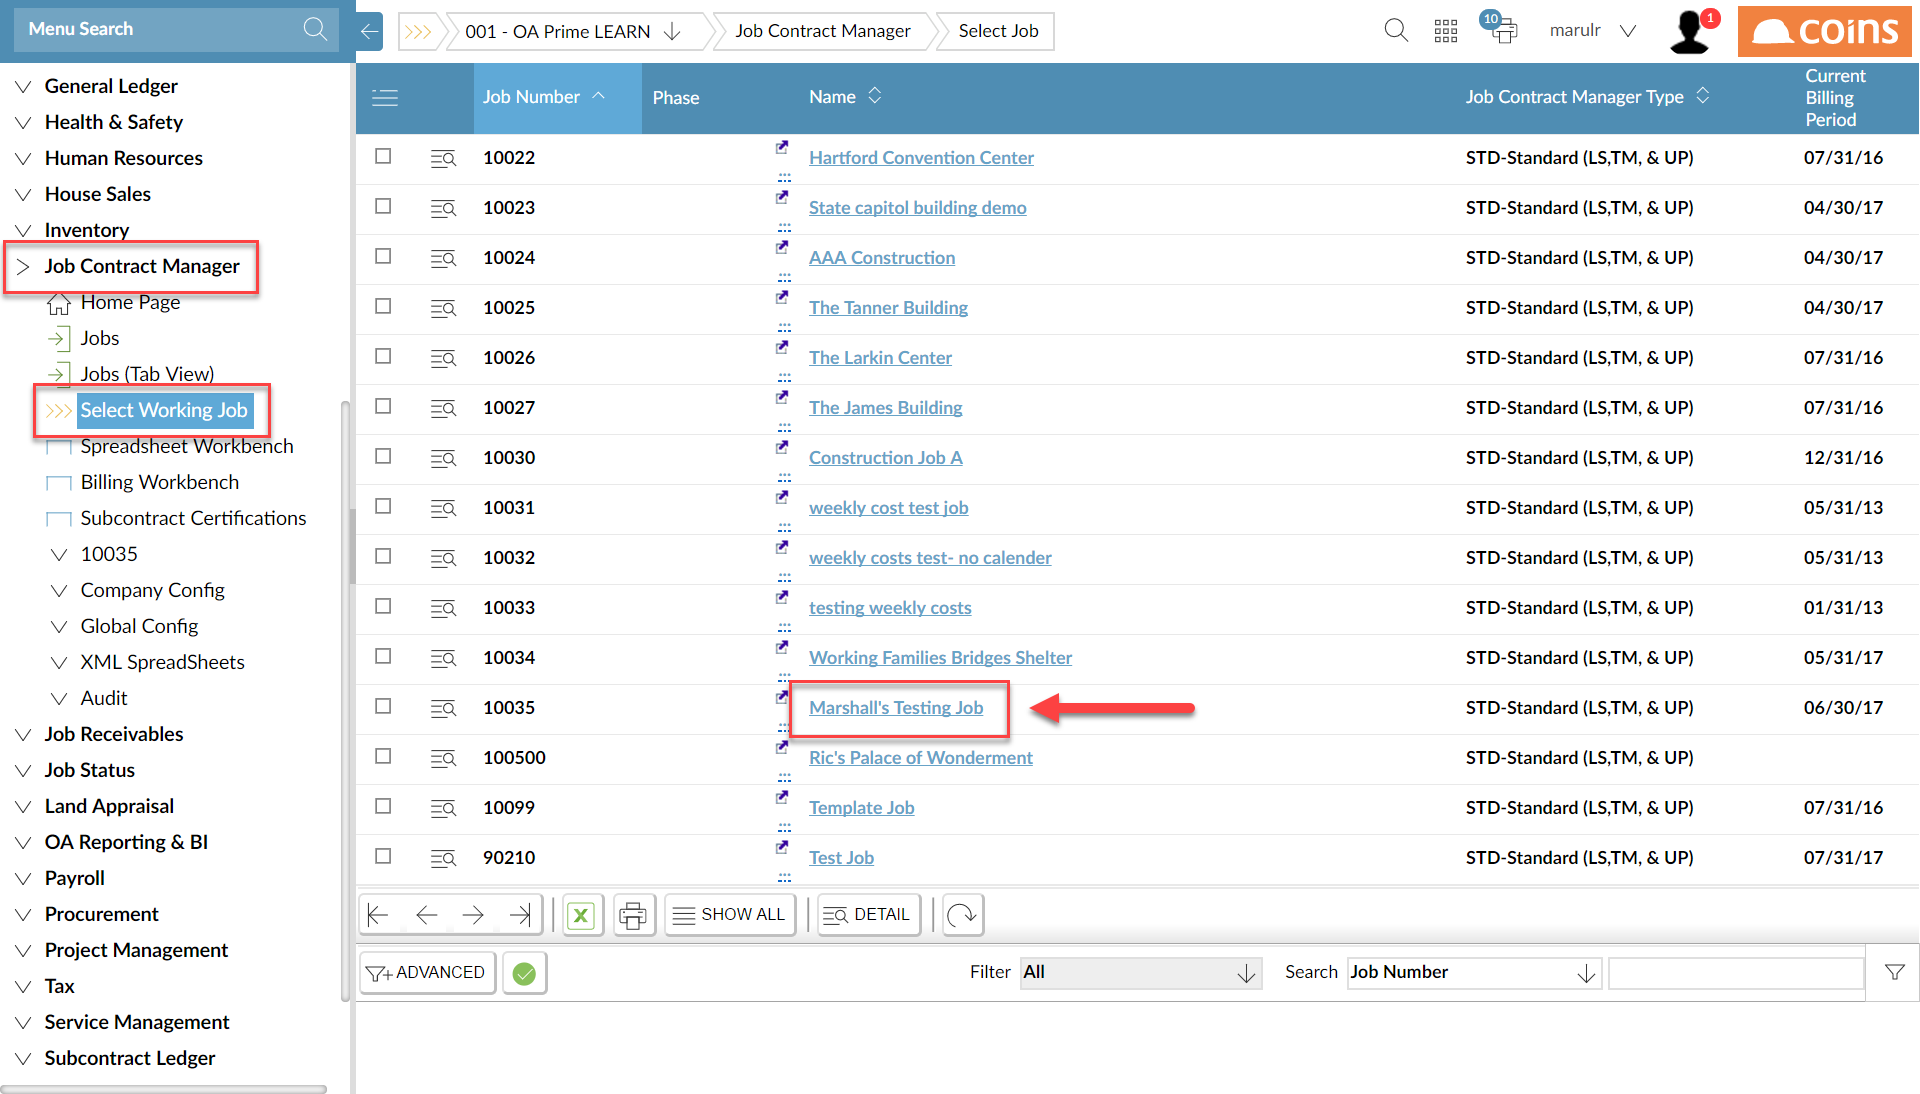 Menu Search
001 - OA Prime LEARN
Job Contract Manager
Select Job
10
marulr
1
coins
General Ledger
Health & Safety
Human Resources
House Sales
Inventory
Job Contract Manager
Home Page
Jobs
Jobs (Tab View)
Select Working Job
Spreadsheet Workbench
Billing Workbench
Subcontract Certifications
10035
Company Config
Global Config
XML SpreadSheets
Audit
Job Receivables
Job Status
Land Appraisal
OA Reporting & BI
Payroll
Procurement
Project Management
Tax
Service Management
Subcontract Ledger
Job Number Phase Name Job Contract Manager Type Current
Billing
Period
10022 Hartford Convention Center STD-Standard (LS,TM, & UP) 07/31/16
10023 State capitol building demo STD-Standard (LS,TM, & UP) 04/30/17
10024 AAA Construction STD-Standard (LS,TM, & UP) 04/30/17
10025 The Tanner Building STD-Standard (LS,TM, & UP) 04/30/17
10026 The Larkin Center STD-Standard (LS,TM, & UP) 07/31/16
10027 The James Building STD-Standard (LS,TM, & UP) 07/31/16
10030 Construction Job A STD-Standard (LS,TM, & UP) 12/31/16
10031 weekly cost test job STD-Standard (LS,TM, & UP) 05/31/13
10032 weekly costs test- no calender STD-Standard (LS,TM, & UP) 05/31/13
10033 testing weekly costs STD-Standard (LS,TM, & UP) 01/31/13
10034 Working Families Bridges Shelter STD-Standard (LS,TM, & UP) 05/31/17
10035 Marshall's Testing Job STD-Standard (LS,TM, & UP) 06/30/17
100500 Ric's Palace of Wonderment STD-Standard (LS,TM, & UP)
10099 Template Job STD-Standard (LS,TM, & UP) 07/31/16
90210 Test Job STD-Standard (LS,TM, & UP) 07/31/17
X SHOW ALL DETAIL
ADVANCED Filter All Search Job Number